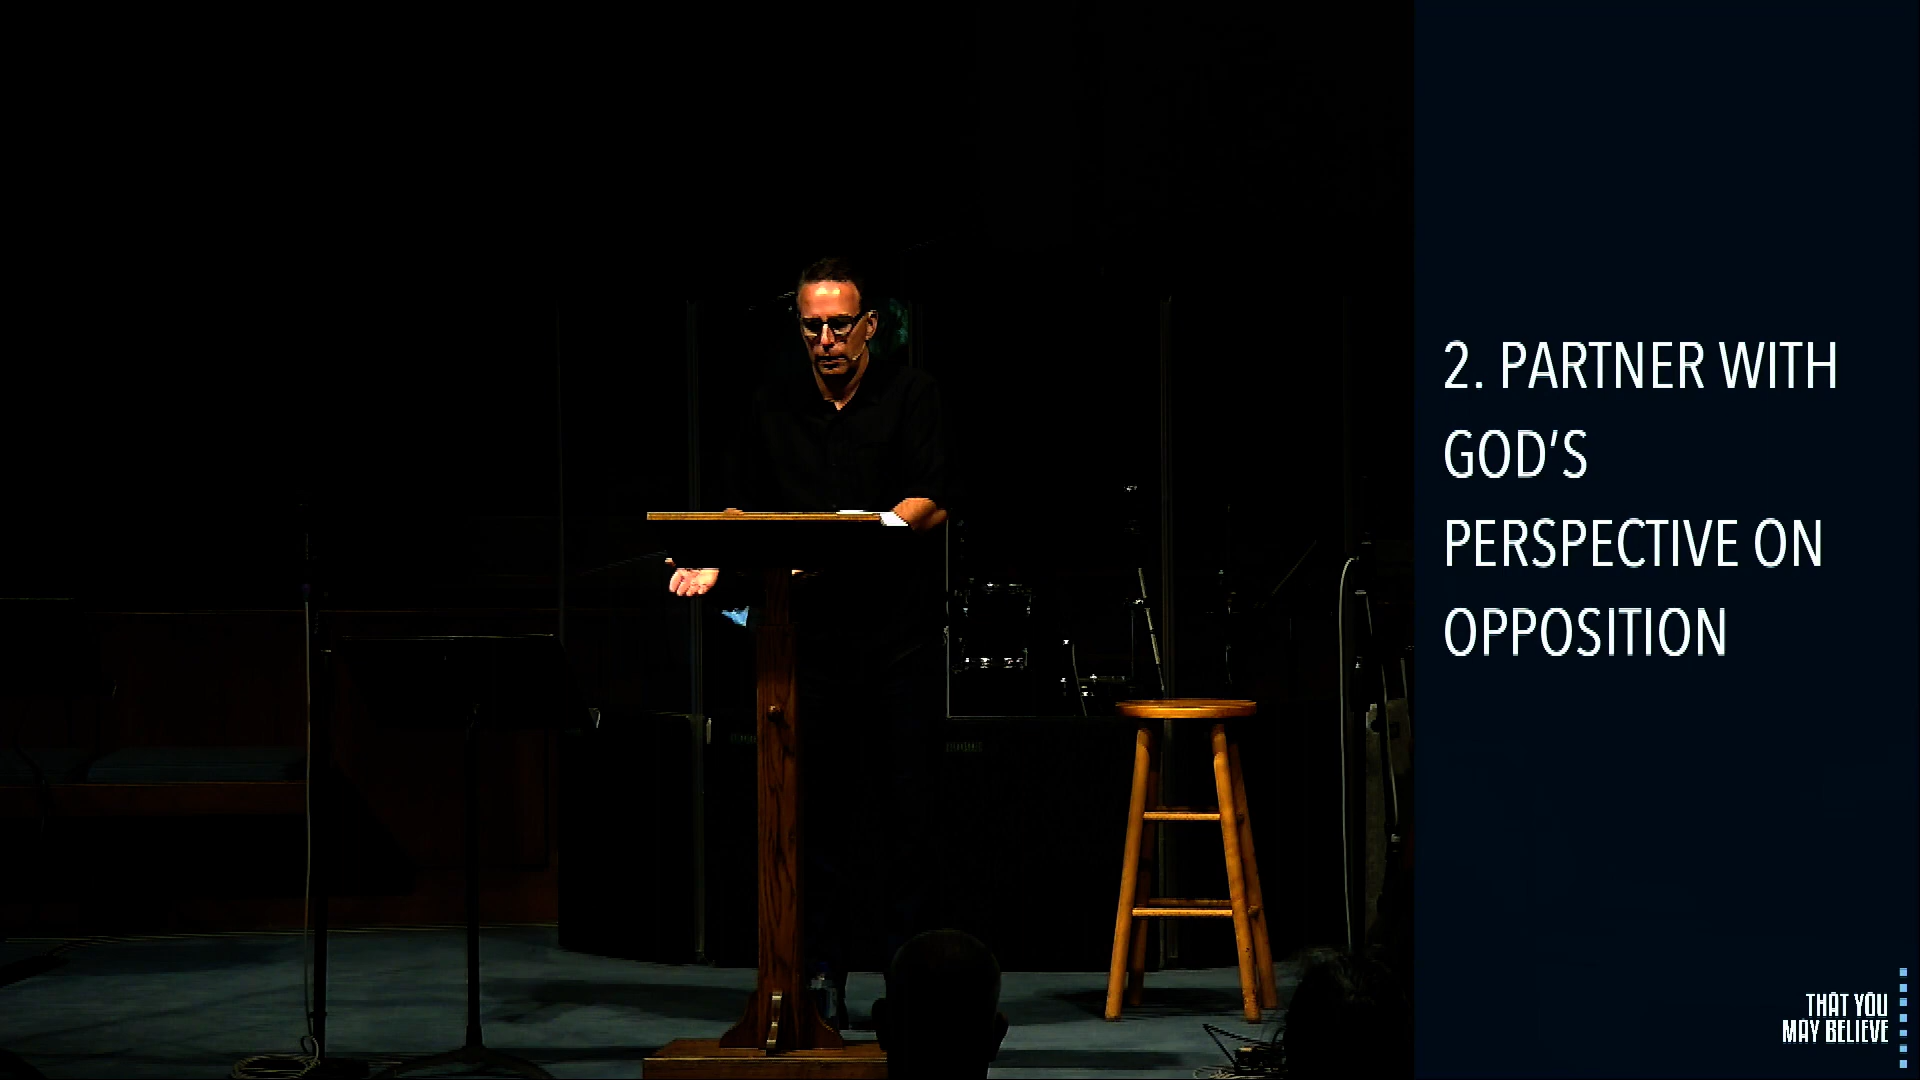 2. PARTNER WITH
GOD'S
PERSPECTIVE ON
OPPOSITION
THAT YOU
MAY BELIEVE